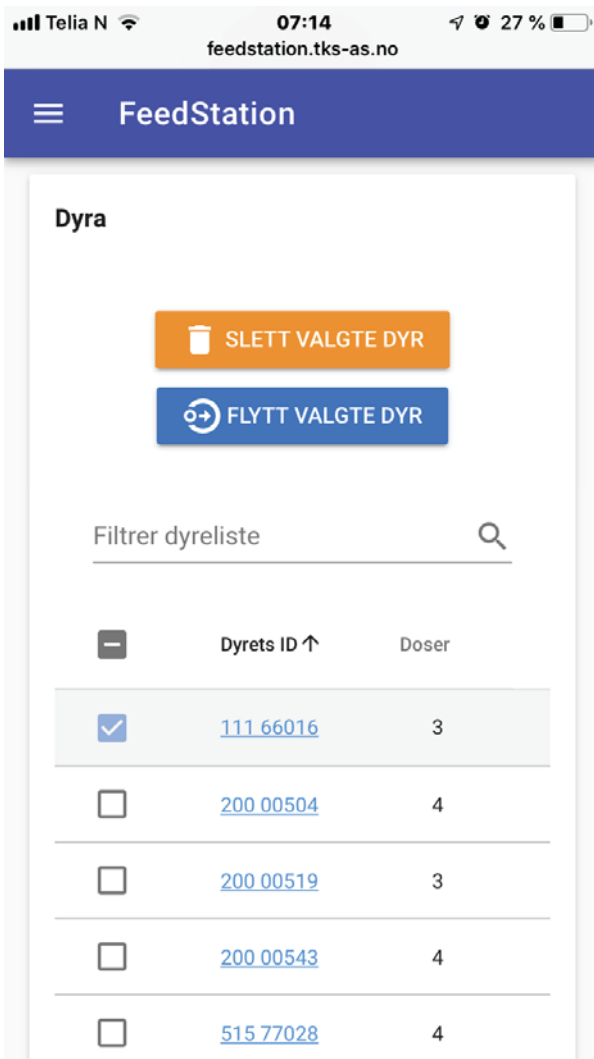 Telia N 07:14 27 %
feedstation.tks-as.no
FeedStation
Dyra
SLETT VALGTE DYR
FLYTT VALGTE DYR
Filtrer dyreliste
Dyrets ID Doser
111 66016 3
200 00504 4
200 00519 3
200 00543 4
515 77028 4